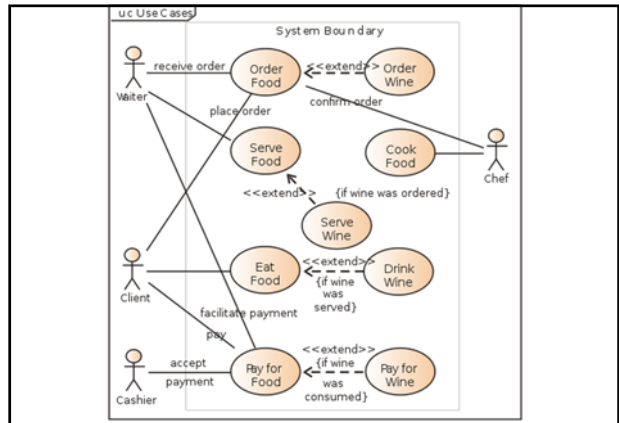 uc UseCases
System Boundary
receive order
Order
Food
<<extend>>
Order
Wine
Waiter
place order
confirm order
Serve
Food
Cook
Food
Chef
<<extend>>
{if wine was ordered}
Serve
Wine
Client
Eat
Food
<<extend>>
{if wine
was
served}
Drink
Wine
facilitate payment
pay
accept
payment
Cashier
Pay for
Food
<<extend>>
{if wine
was
consumed}
Pay for
Wine